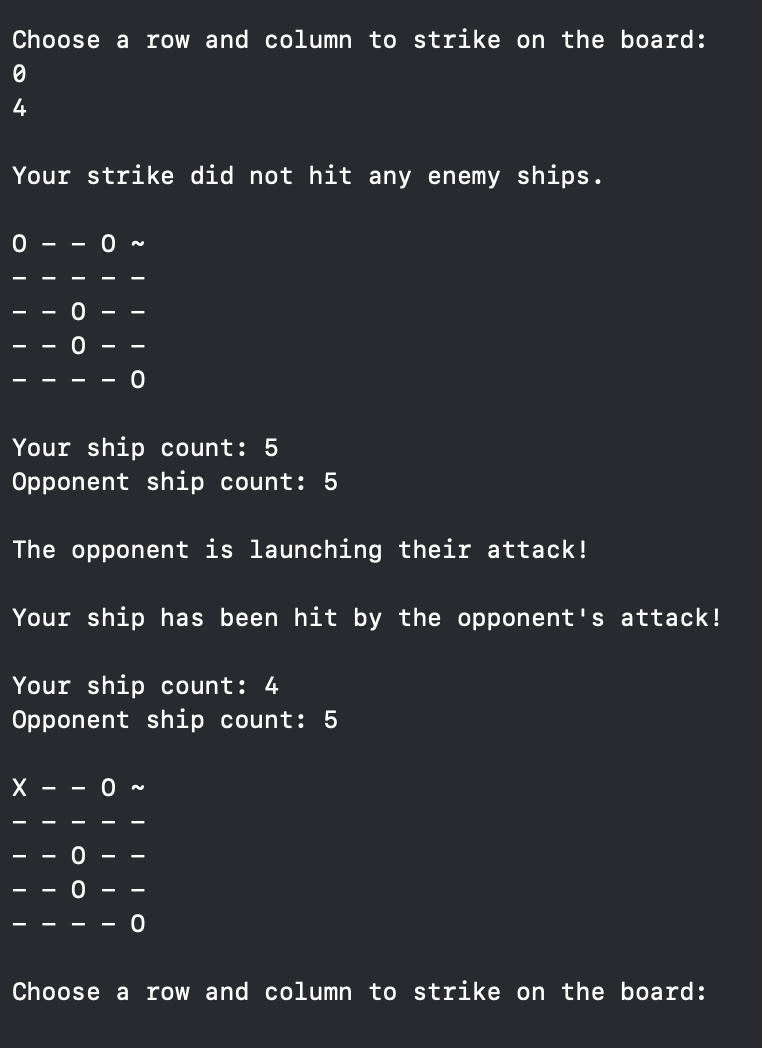 Choose a row and column to strike on the board:
0
4
Your strike did not hit any enemy ships.
O – – O ~
– – – – –
– – O – –
– – O – –
– – – – O
Your ship count: 5
Opponent ship count: 5
The opponent is launching their attack!
Your ship has been hit by the opponent's attack!
Your ship count: 4
Opponent ship count: 5
X – – O ~
– – – – –
– – O – –
– – O – –
– – – – O
Choose a row and column to strike on the board: